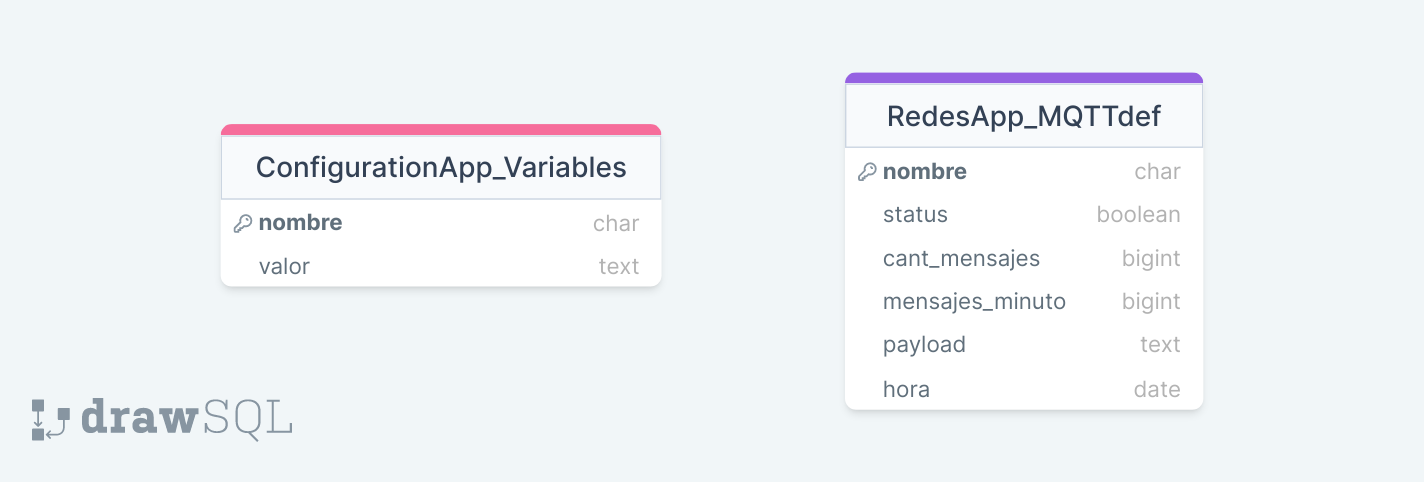 ConfigurationApp_Variables
nombre char
valor text
RedesApp_MQTTdef
nombre char
status boolean
cant_mensajes bigint
mensajes_minuto bigint
payload text
hora date
drawSQL